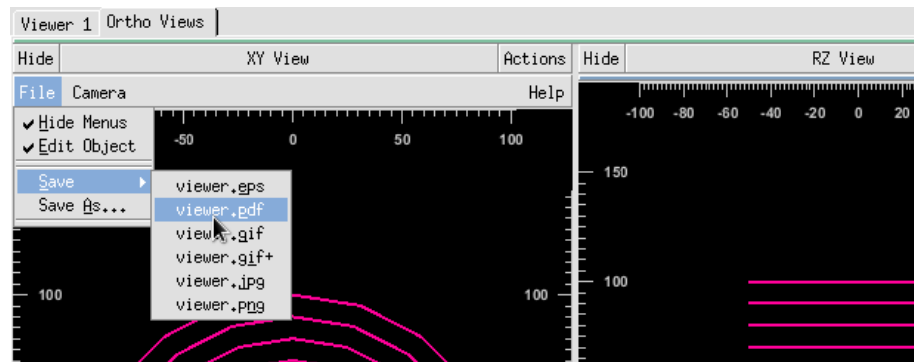 Viewer 1 Ortho Views
Hide XY View Actions Hide RZ View
File Camera Help
-100 -80 -60 -40 -20 0 20
Hide Menus
Edit Object
-50 0 50 100
150
Save
Save As...
viewer.eps
viewer.pdf
viewer.gif
viewer.gif+
viewer.jpg
viewer.png
100
100 100